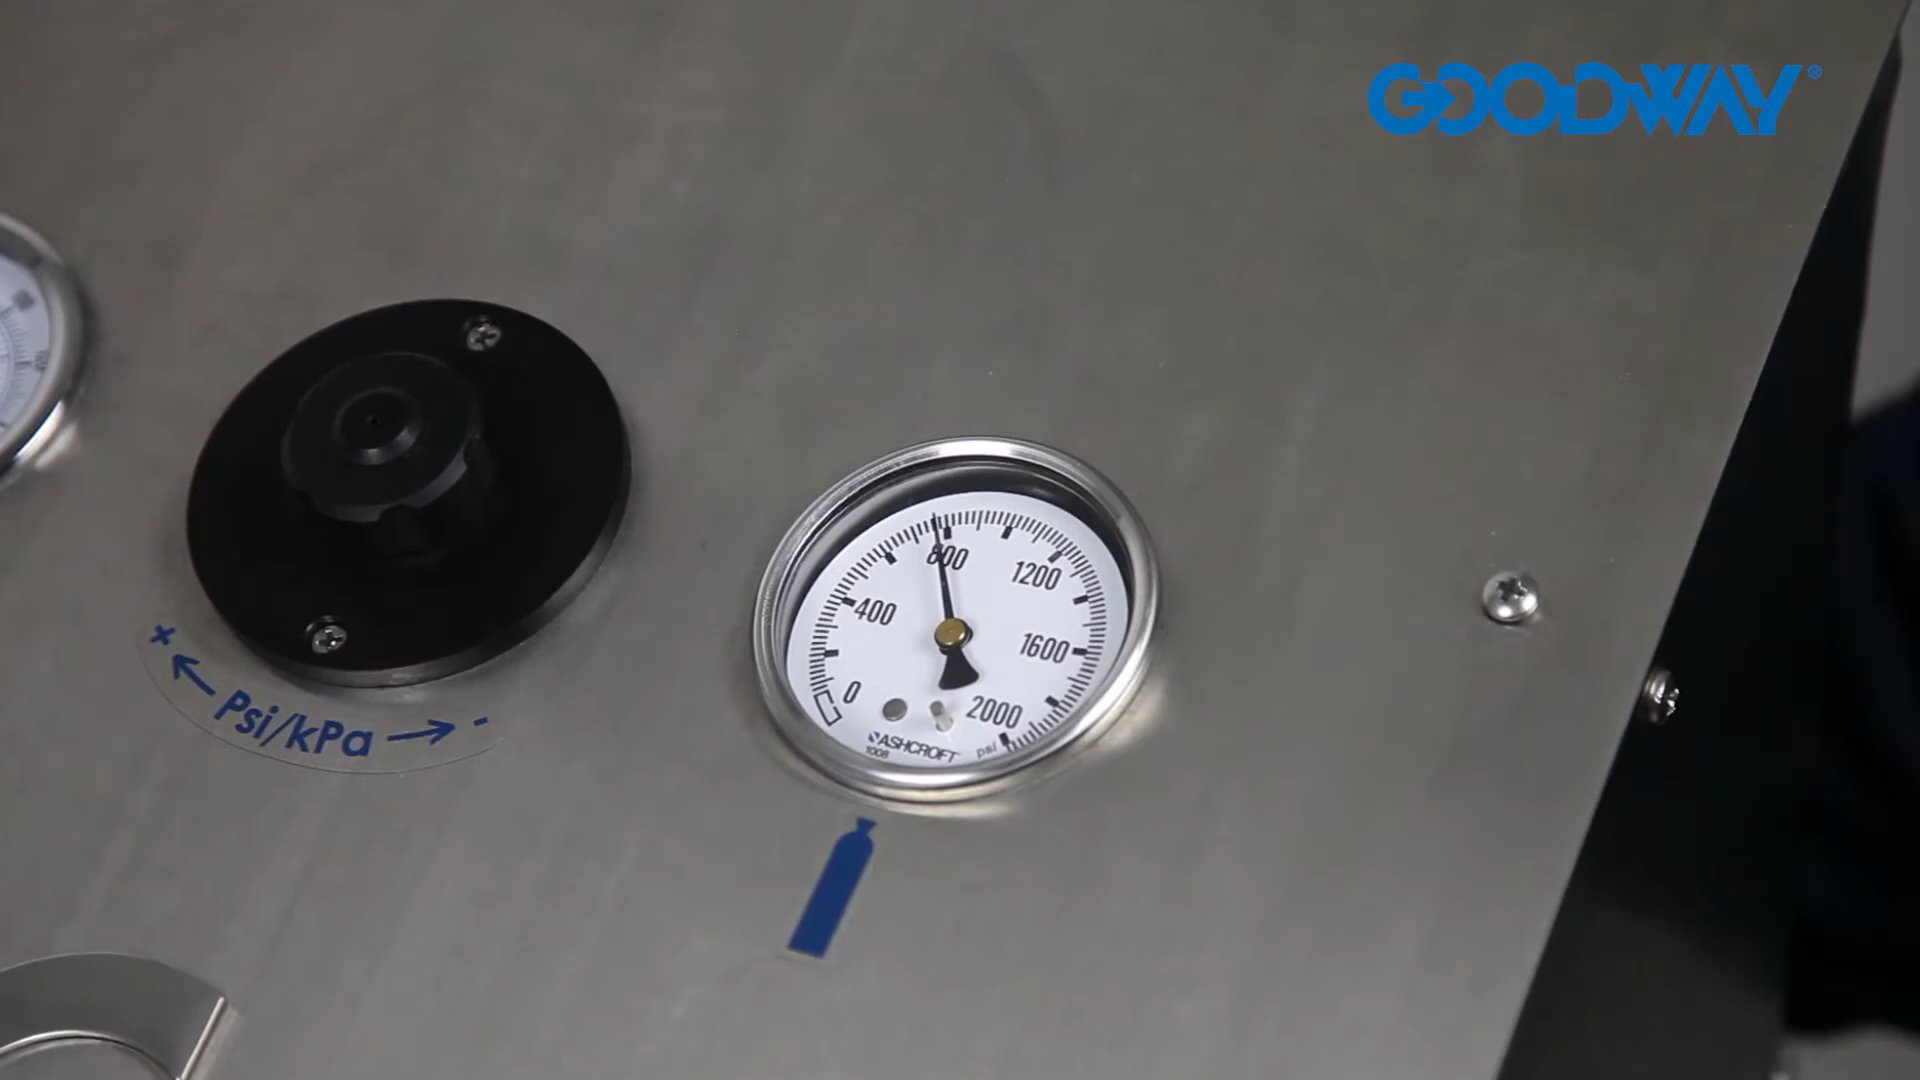 GOODWAY®
800
1200
400
1600
0
2000
ASHCROFT
1008
psi
+ ← Psi/kPa → -